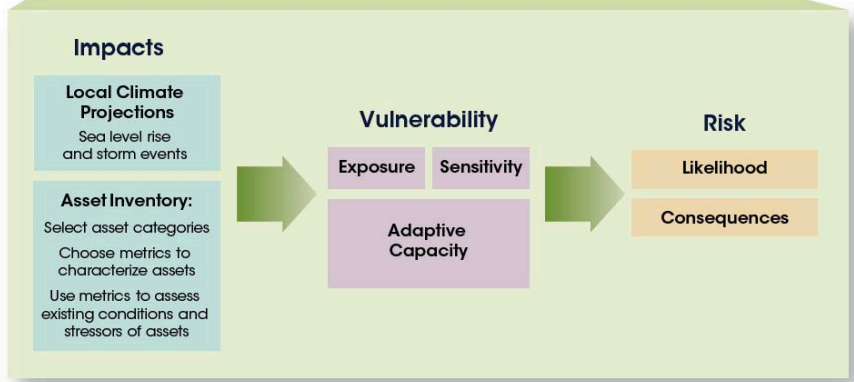 Impacts
Local Climate
Projections
Sea level rise
and storm events
Asset Inventory:
Select asset categories
Choose metrics to
characterize assets
Use metrics to assess
existing conditions and
stressors of assets
Vulnerability
Exposure
Sensitivity
Adaptive
Capacity
Risk
Likelihood
Consequences